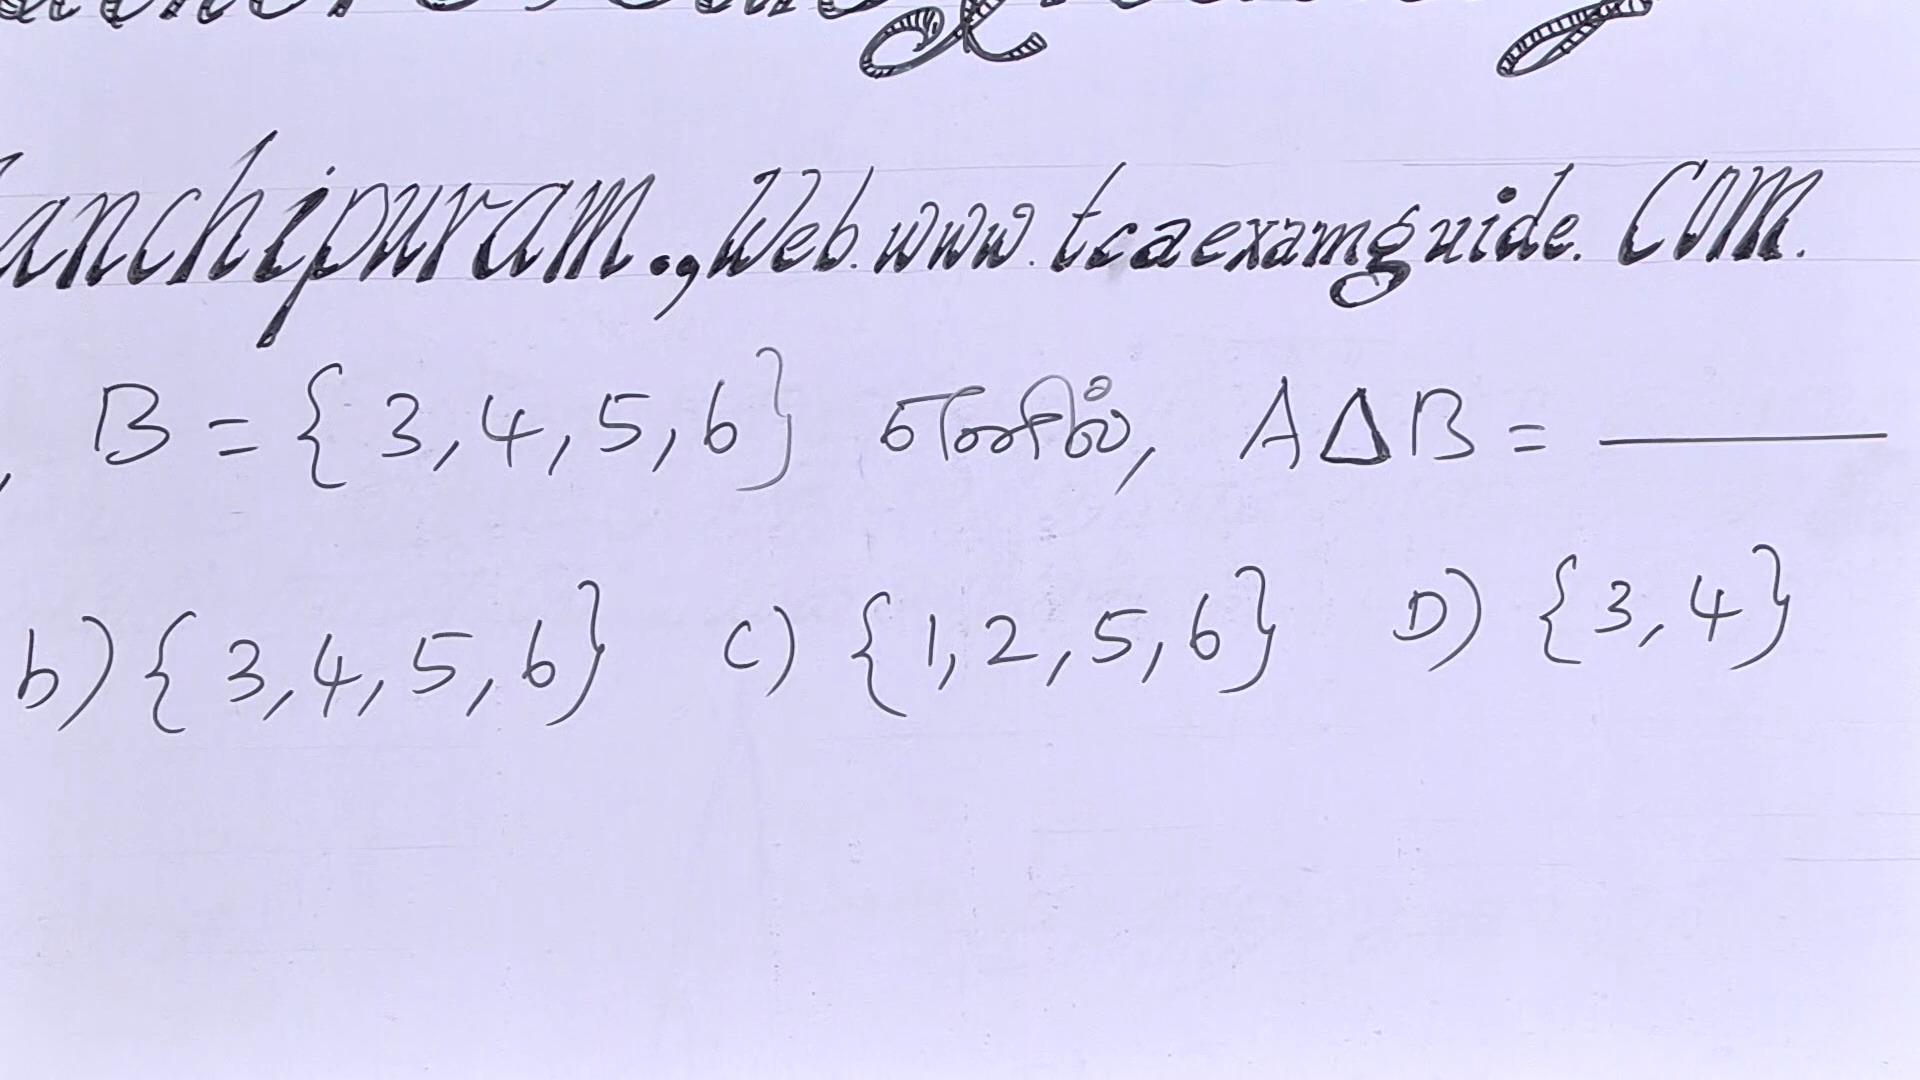 anchipuram., Web. www. tcaexamguide. Com.
B = { 3, 4, 5, 6} எனில், A Δ B = ______
b) { 3, 4, 5, 6} C) { 1, 2, 5, 6} D) { 3, 4}